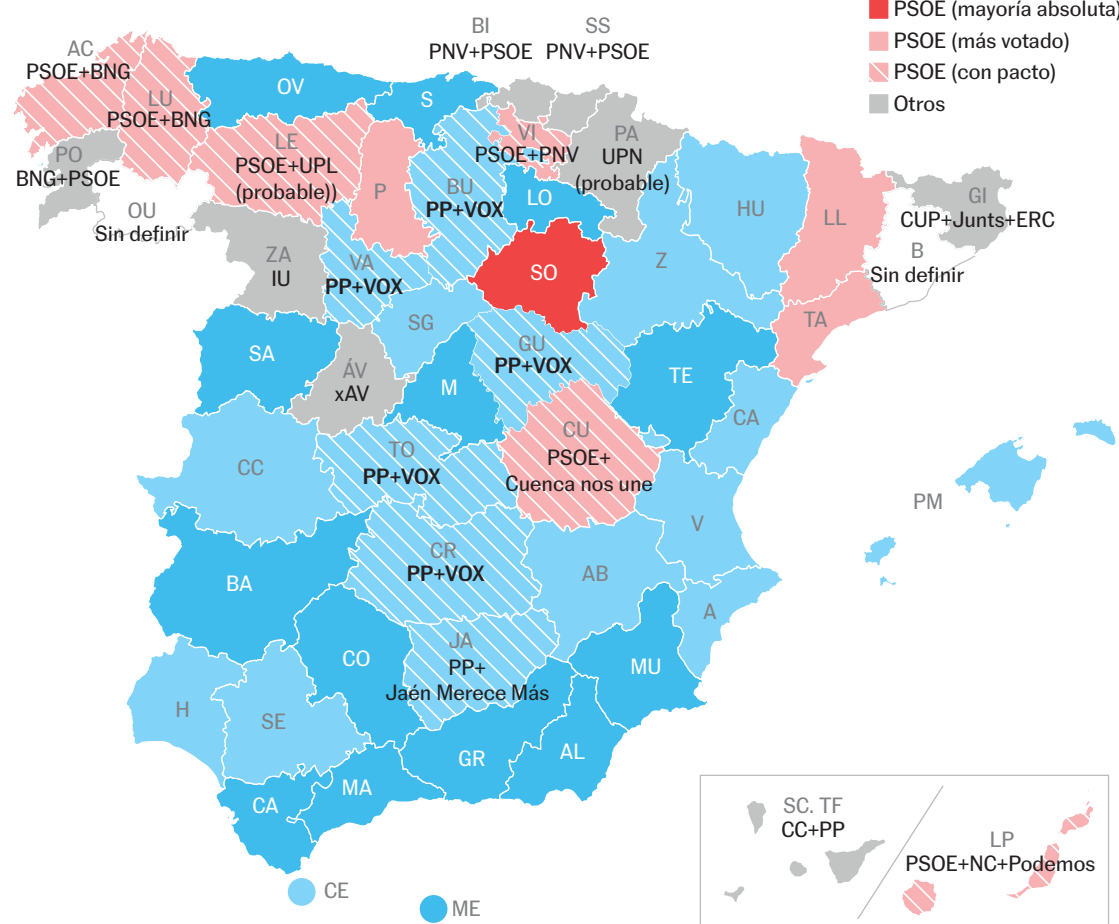 PSOE (mayoría absoluta)
PSOE (más votado)
PSOE (con pacto)
Otros
BI
PNV+PSOE
SS
PNV+PSOE
AC
PSOE+BNG
LU
PSOE+BNG
OV
S
PO
BNG+PSOE
OU
Sin definir
LE
PSOE+UPL
(probable))
P
BU
PP+VOX
VI
PSOE+PNV
PA
UPN
(probable)
LO
HU
LL
GI
CUP+Junts+ERC
B
Sin definir
ZA
IU
VA
PP+VOX
SO
Z
TA
SG
SA
ÁV
xAV
M
GU
PP+VOX
TE
CA
CC
TO
PP+VOX
CU
PSOE+
Cuenca nos une
PM
V
BA
CR
PP+VOX
AB
A
CO
JA
PP+
Jaén Merece Más
MU
H
SE
GR
AL
MA
CA
CE
ME
SC. TF
CC+PP
LP
PSOE+NC+Podemos